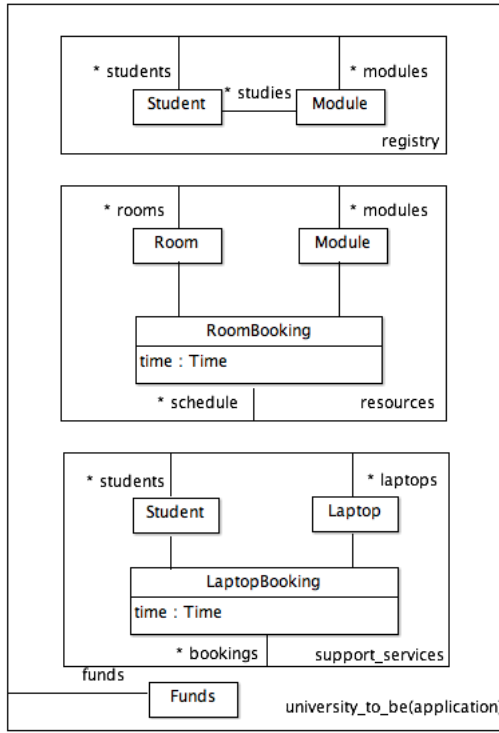 * students
* modules
* studies
Student
Module
registry
* rooms
* modules
Room
Module
RoomBooking
time : Time
* schedule
resources
* students
* laptops
Student
Laptop
LaptopBooking
time : Time
* bookings
support_services
funds
Funds
university_to_be(application)